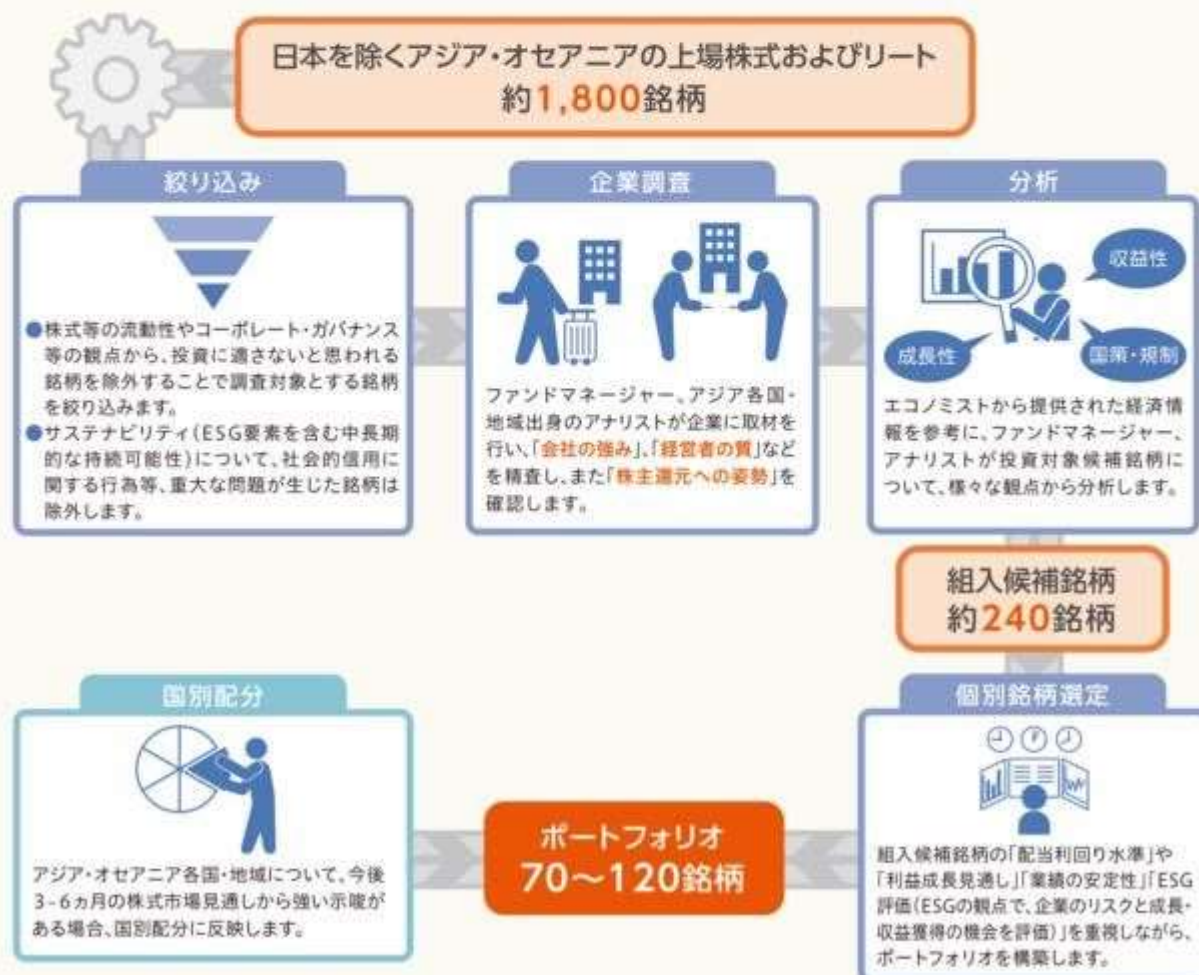 日本を除くアジア・オセアニアの上場株式およびリート
約1,800銘柄
絞り込み
●株式等の流動性やコーポレート・ガバナンス
等の観点から、投資に適さないと思われる
銘柄を除外することで調査対象とする銘柄
を絞り込みます。
●サステナビリティ(ESG要素を含む中長期
的な持続可能性)について、社会的信用に
関する行為等、重大な問題が生じた銘柄は
除外します。
企業調査
ファンドマネージャー、アジア各国・
地域出身のアナリストが企業に取材を
行い、「会社の強み」、「経営者の質」など
を精査し、また「株主還元への姿勢」を
確認します。
分析
収益性
成長性
国策・規制
エコノミストから提供された経済情
報を参考に、ファンドマネージャー、
アナリストが投資対象候補銘柄に
ついて、様々な観点から分析します。
組入候補銘柄
約240銘柄
個別銘柄選定
組入候補銘柄の「配当利回り水準」や
「利益成長見通し」「業績の安定性」「ESG
評価(ESGの観点で、企業のリスクと成長・
収益獲得の機会を評価)」を重視しながら、
ポートフォリオを構築します。
ポートフォリオ
70〜120銘柄
国別配分
アジア・オセアニア各国・地域について、今後
3-6ヵ月の株式市場見通しから強い示唆が
ある場合、国別配分に反映します。